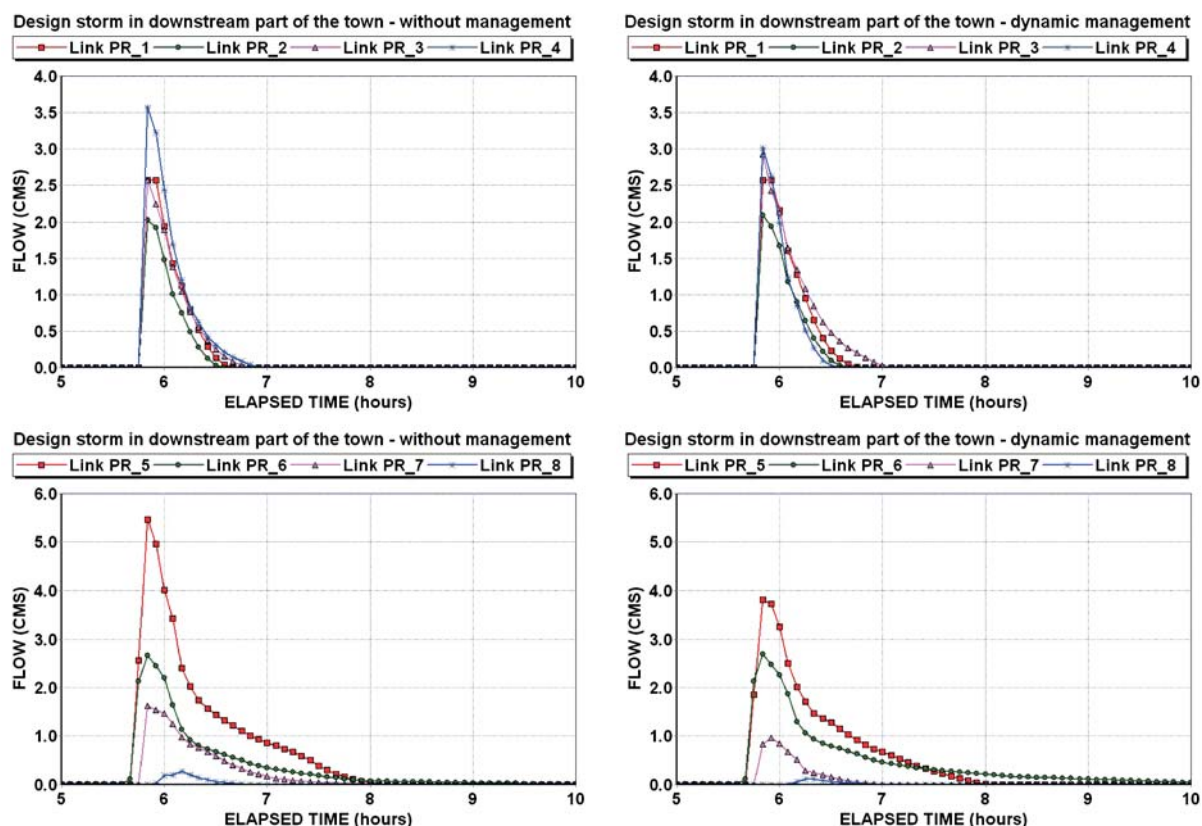 Design storm in downstream part of the town - without management
Link PR_1 Link PR_2 Link PR_3 Link PR_4
4.0
3.5
3.0
2.5
2.0
1.5
1.0
0.5
0.0
FLOW (CMS)
5 6 7 8 9 10
ELAPSED TIME (hours)
Design storm in downstream part of the town - dynamic management
Link PR_1 Link PR_2 Link PR_3 Link PR_4
4.0
3.5
3.0
2.5
2.0
1.5
1.0
0.5
0.0
FLOW (CMS)
5 6 7 8 9 10
ELAPSED TIME (hours)
Design storm in downstream part of the town - without management
Link PR_5 Link PR_6 Link PR_7 Link PR_8
6.0
5.0
4.0
3.0
2.0
1.0
0.0
FLOW (CMS)
5 6 7 8 9 10
ELAPSED TIME (hours)
Design storm in downstream part of the town - dynamic management
Link PR_5 Link PR_6 Link PR_7 Link PR_8
6.0
5.0
4.0
3.0
2.0
1.0
0.0
FLOW (CMS)
5 6 7 8 9 10
ELAPSED TIME (hours)